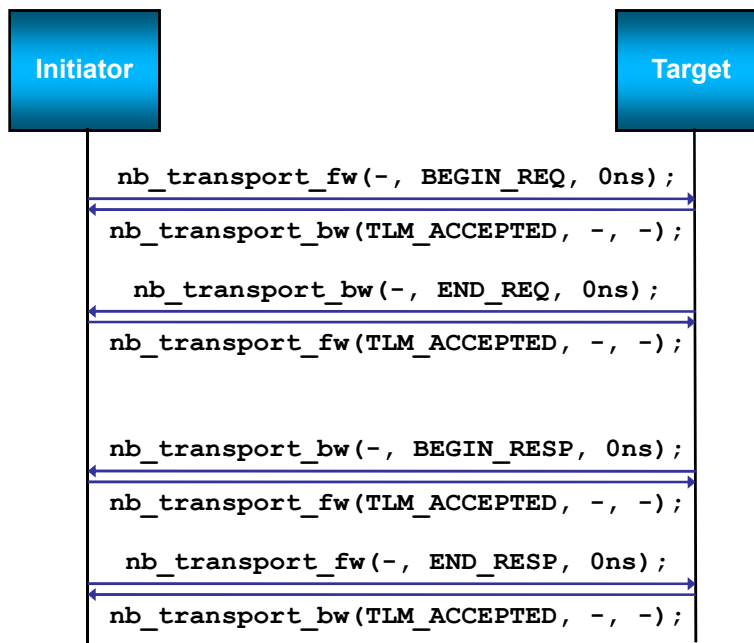 Initiator
Target
nb_transport_fw(-, BEGIN_REQ, 0ns);
nb_transport_bw(TLM_ACCEPTED, -, -);
nb_transport_bw(-, END_REQ, 0ns);
nb_transport_fw(TLM_ACCEPTED, -, -);
nb_transport_bw(-, BEGIN_RESP, 0ns);
nb_transport_fw(TLM_ACCEPTED, -, -);
nb_transport_fw(-, END_RESP, 0ns);
nb_transport_bw(TLM_ACCEPTED, -, -);